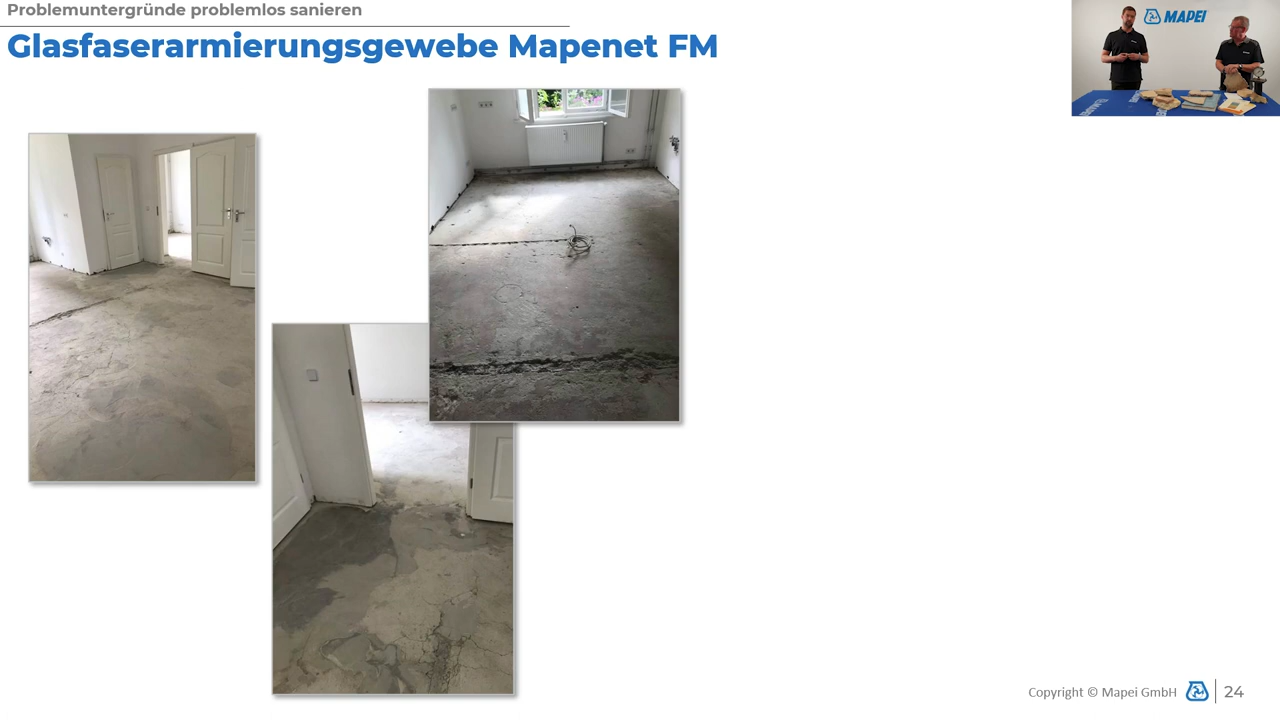 Problemuntergründe problemlos sanieren
Glasfaserarmierungsgewebe Mapenet FM
MAPEI
Copyright © Mapei GmbH
24